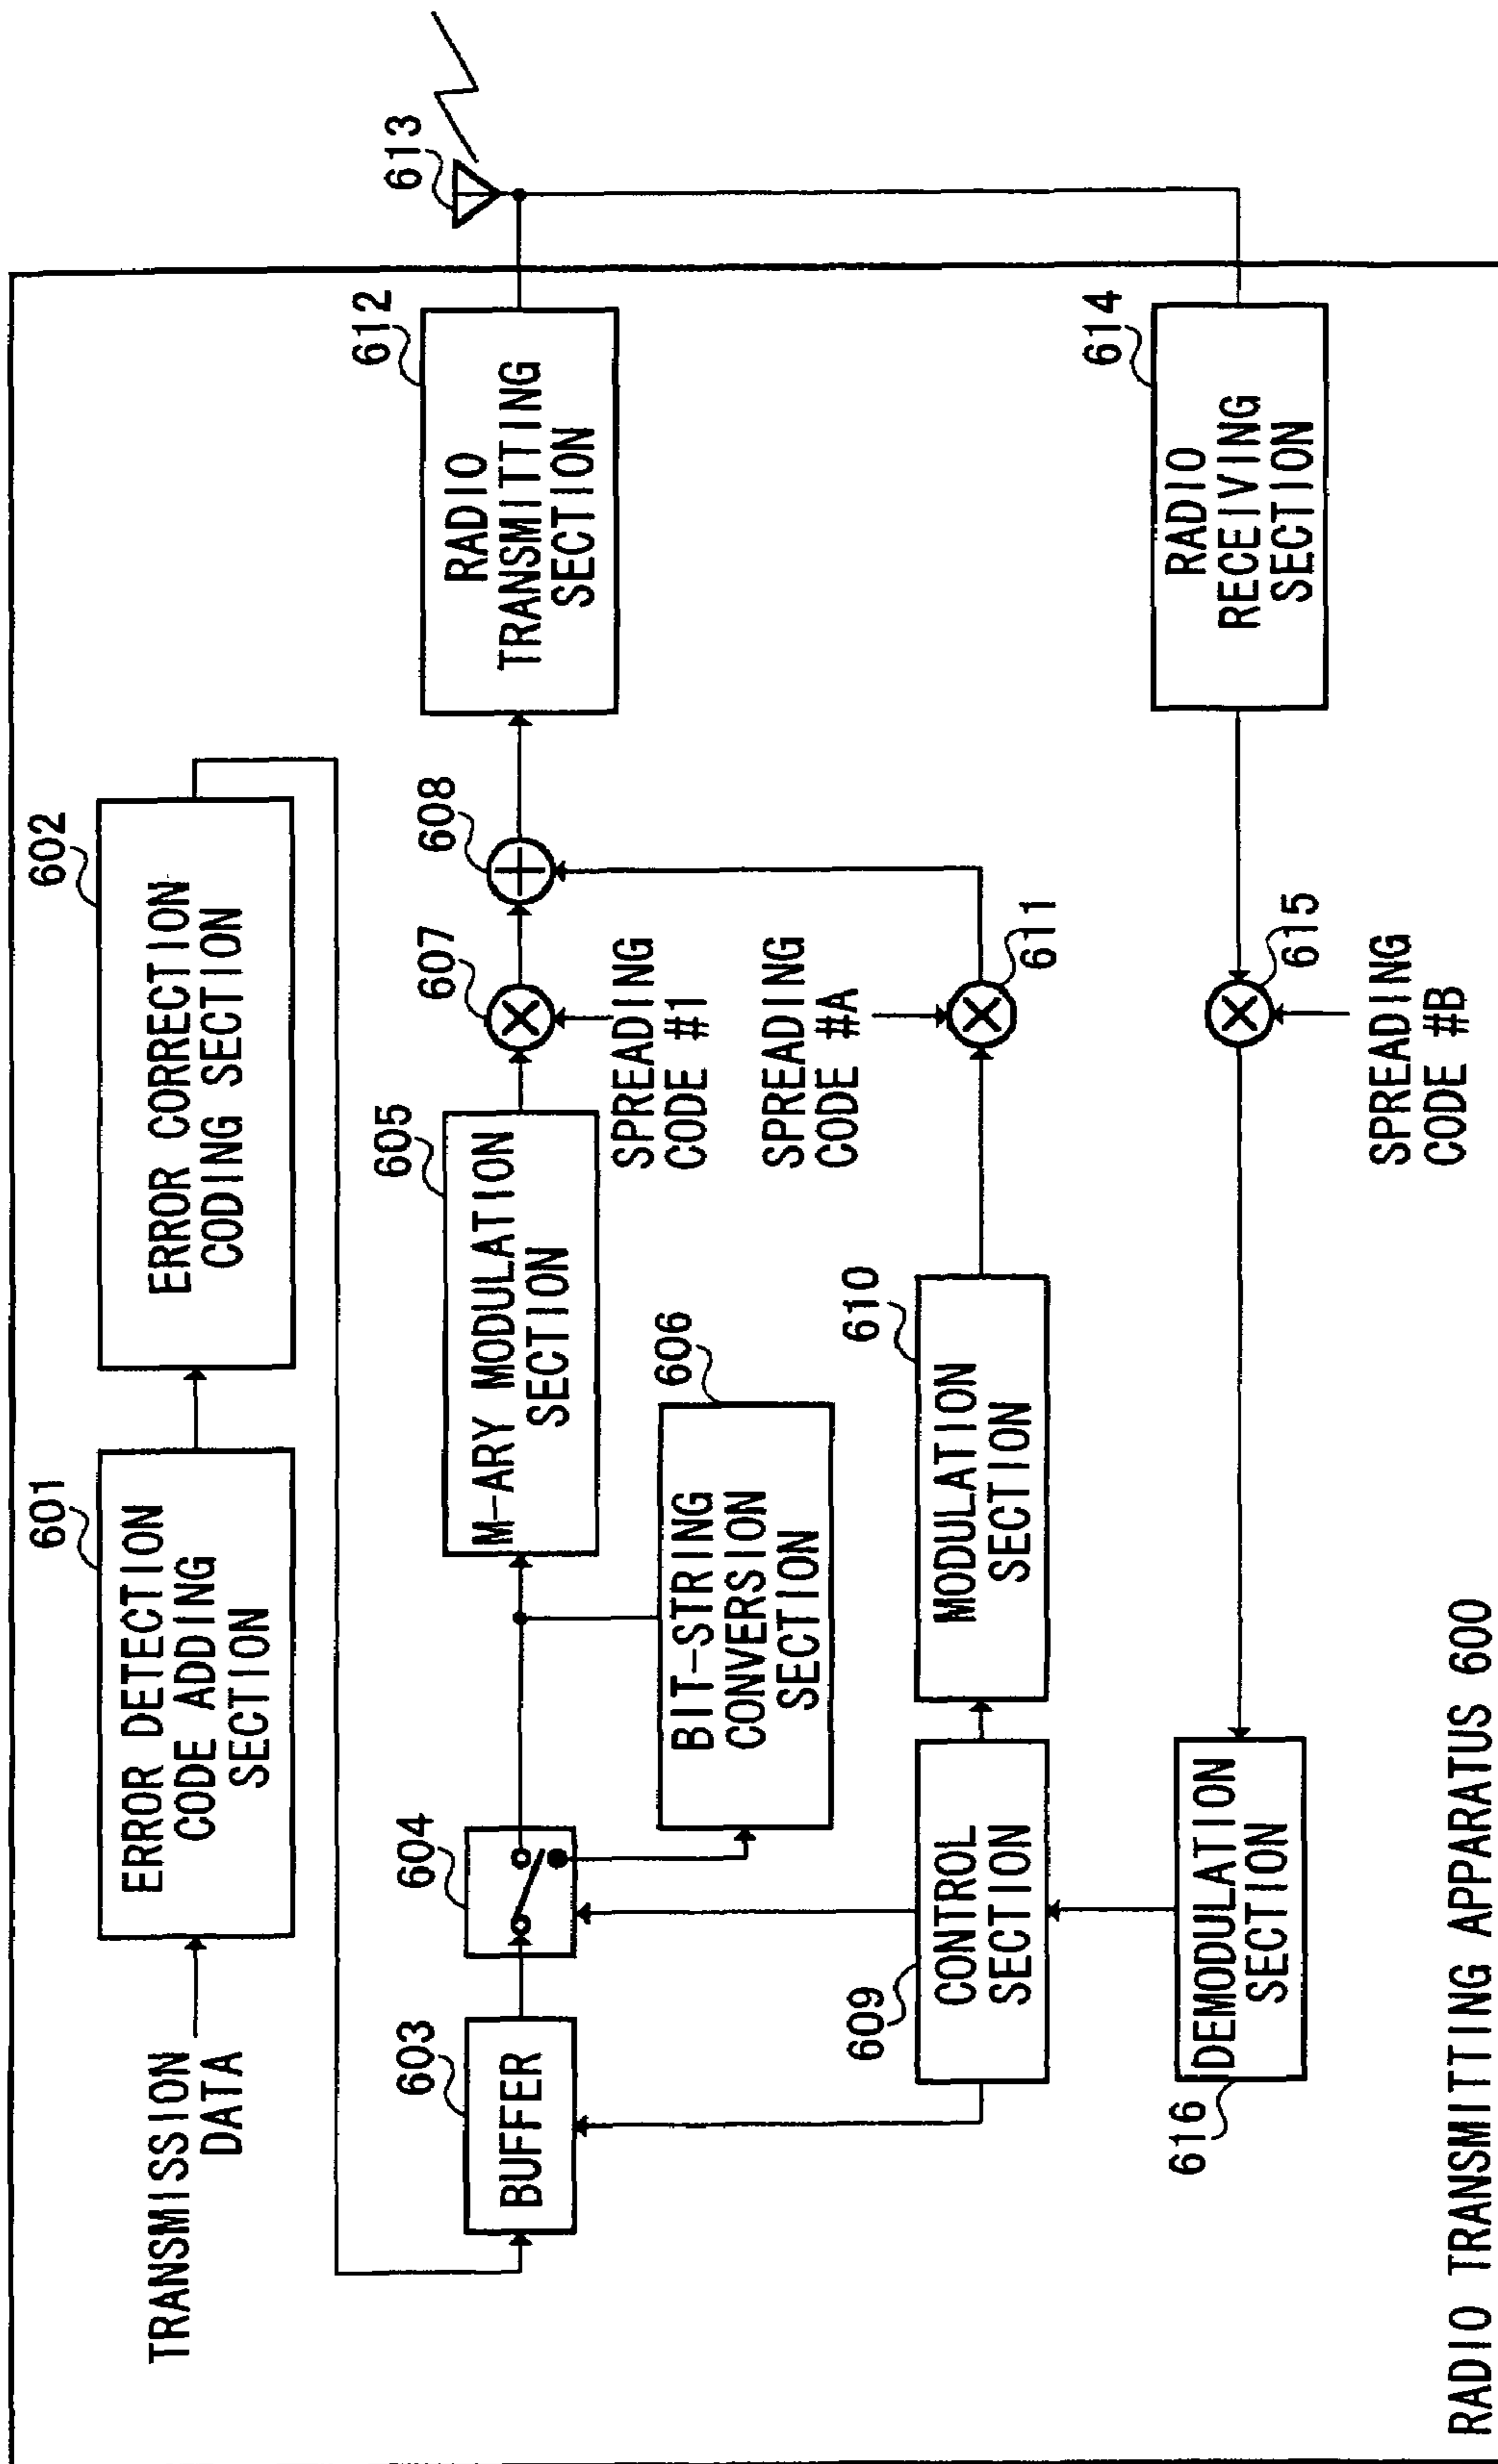 TRANSMISSION
DATA
601
ERROR DETECTION
CODE ADDING
SECTION
602
ERROR CORRECTION
CODING SECTION
603
BUFFER
604
605
M-ARY MODULATION
SECTION
606
BIT-STRING
CONVERSION
SECTION
607
SPREADING
CODE #1
608
612
RADIO
TRANSMITTING
SECTION
613
609
CONTROL
SECTION
610
MODULATION
SECTION
SPREADING
CODE #A
611
616
DEMODULATION
SECTION
615
SPREADING
CODE #B
614
RADIO
RECEIVING
SECTION
RADIO TRANSMITTING APPARATUS 600